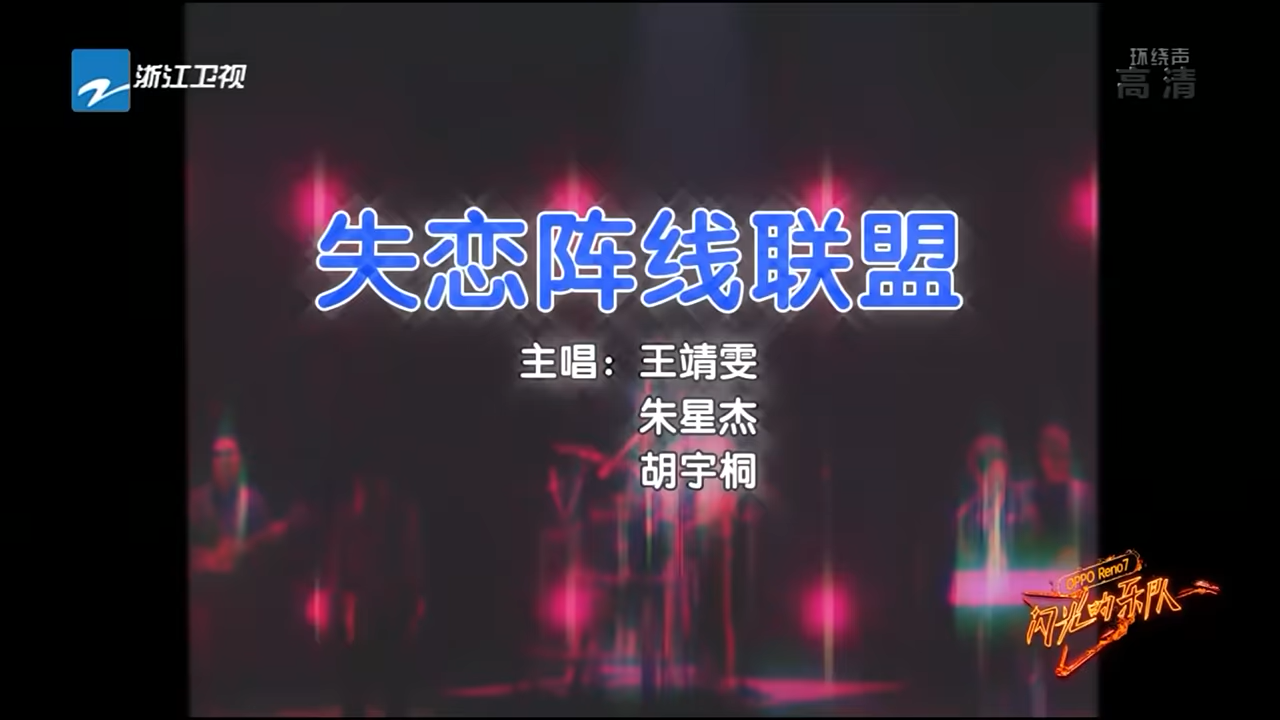 浙江卫视
环绕声
高清
失恋阵线联盟
主唱：王靖雯
朱星杰
胡宇桐
OPPO Reno7
闪光的乐队